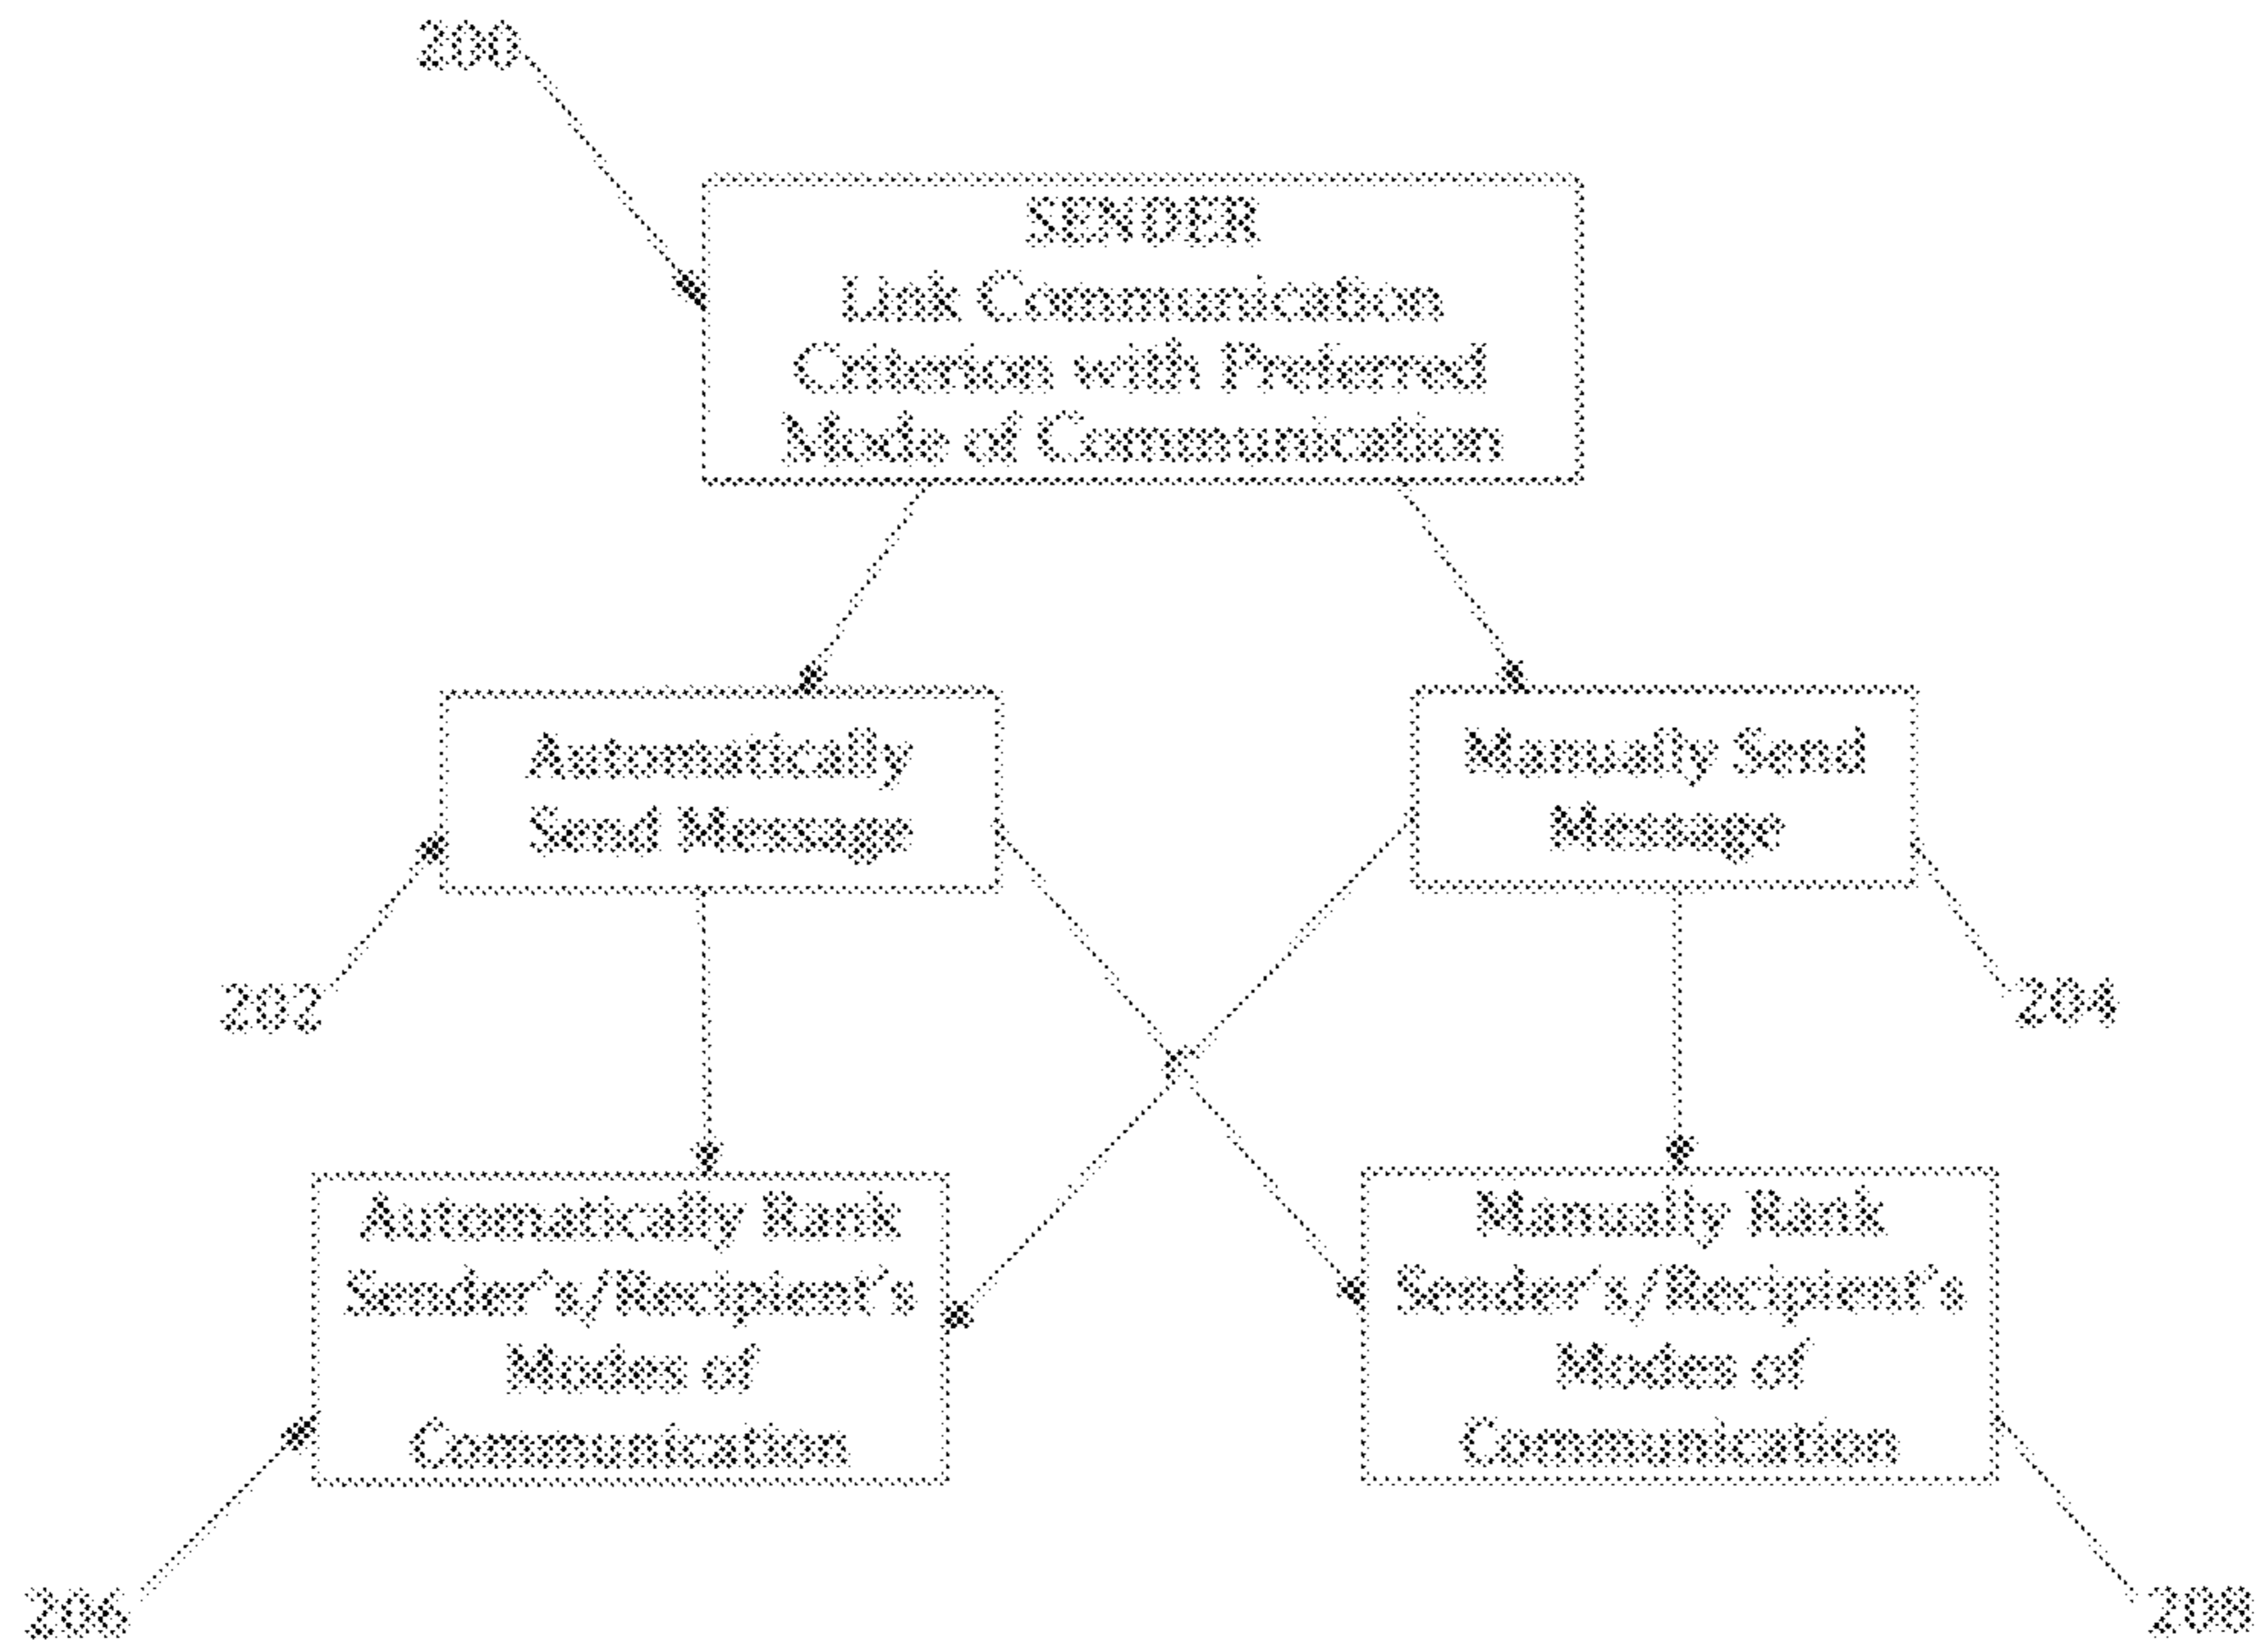 200
SENDER
Link Communication
Criterion with Preferred
Mode of Communication
Automatically
Send Message
Manually Send
Message
202
204
Automatically Rank
Sender's/Recipient's
Modes of
Communication
Manually Rank
Sender's/Recipient's
Modes of
Communication
206
208